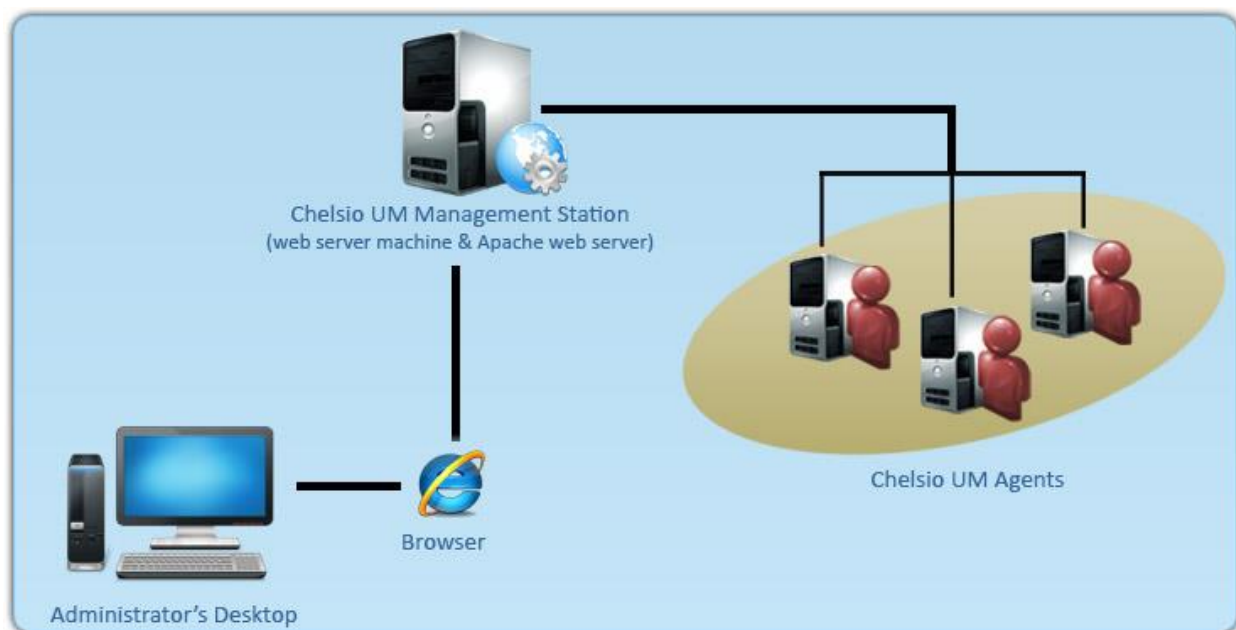 Chelsio UM Management Station
(web server machine & Apache web server)
Chelsio UM Agents
Browser
Administrator's Desktop